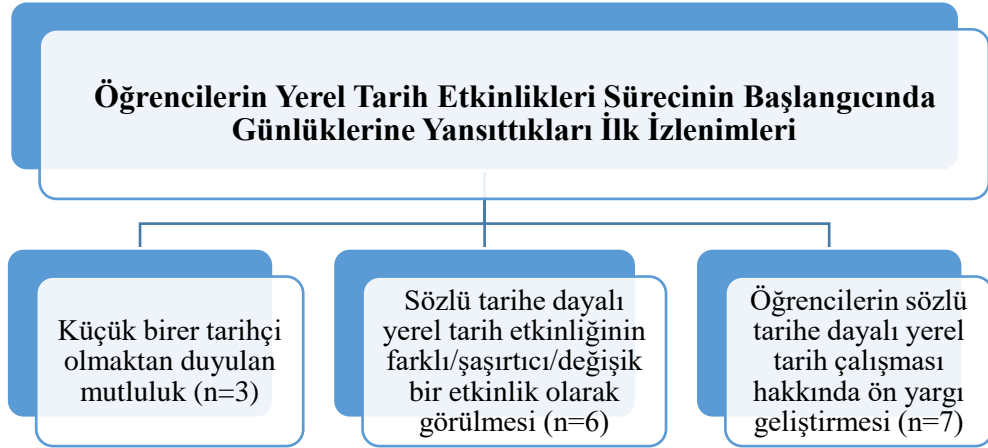 Öğrencilerin Yerel Tarih Etkinlikleri Sürecinin Başlangıcında
Günlüklerine Yansıttıkları İlk İzlenimleri
Küçük birer tarihçi
olmaktan duyulan
mutluluk (n=3)
Sözlü tarihe dayalı
yerel tarih etkinliğinin
farklı/şaşırtıcı/değişik
bir etkinlik olarak
görülmesi (n=6)
Öğrencilerin sözlü
tarihe dayalı yerel
tarih çalışması
hakkında ön yargı
geliştirmesi (n=7)